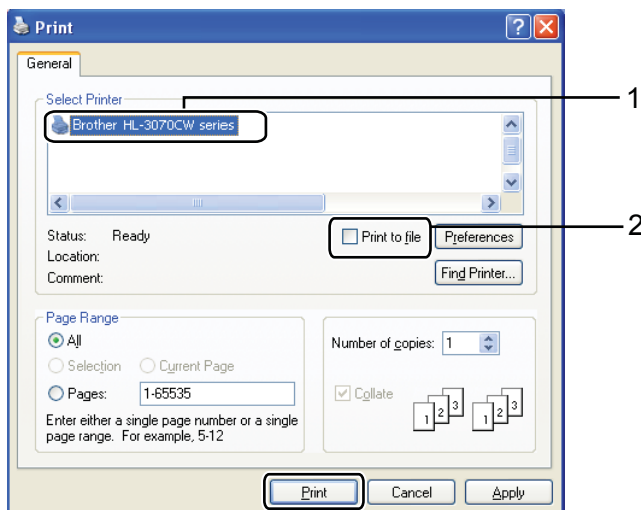 Print
General
Select Printer
1
Brother HL-3070CW series
2
Status: Ready
Print to file
Preferences
Location:
Comment:
Find Printer...
Page Range
All
Selection
Current Page
Pages: 1-65535
Enter either a single page number or a single
page range. For example, 5-12
Number of copies: 1
Collate
1 2 3 1 2 3
Print
Cancel
Apply